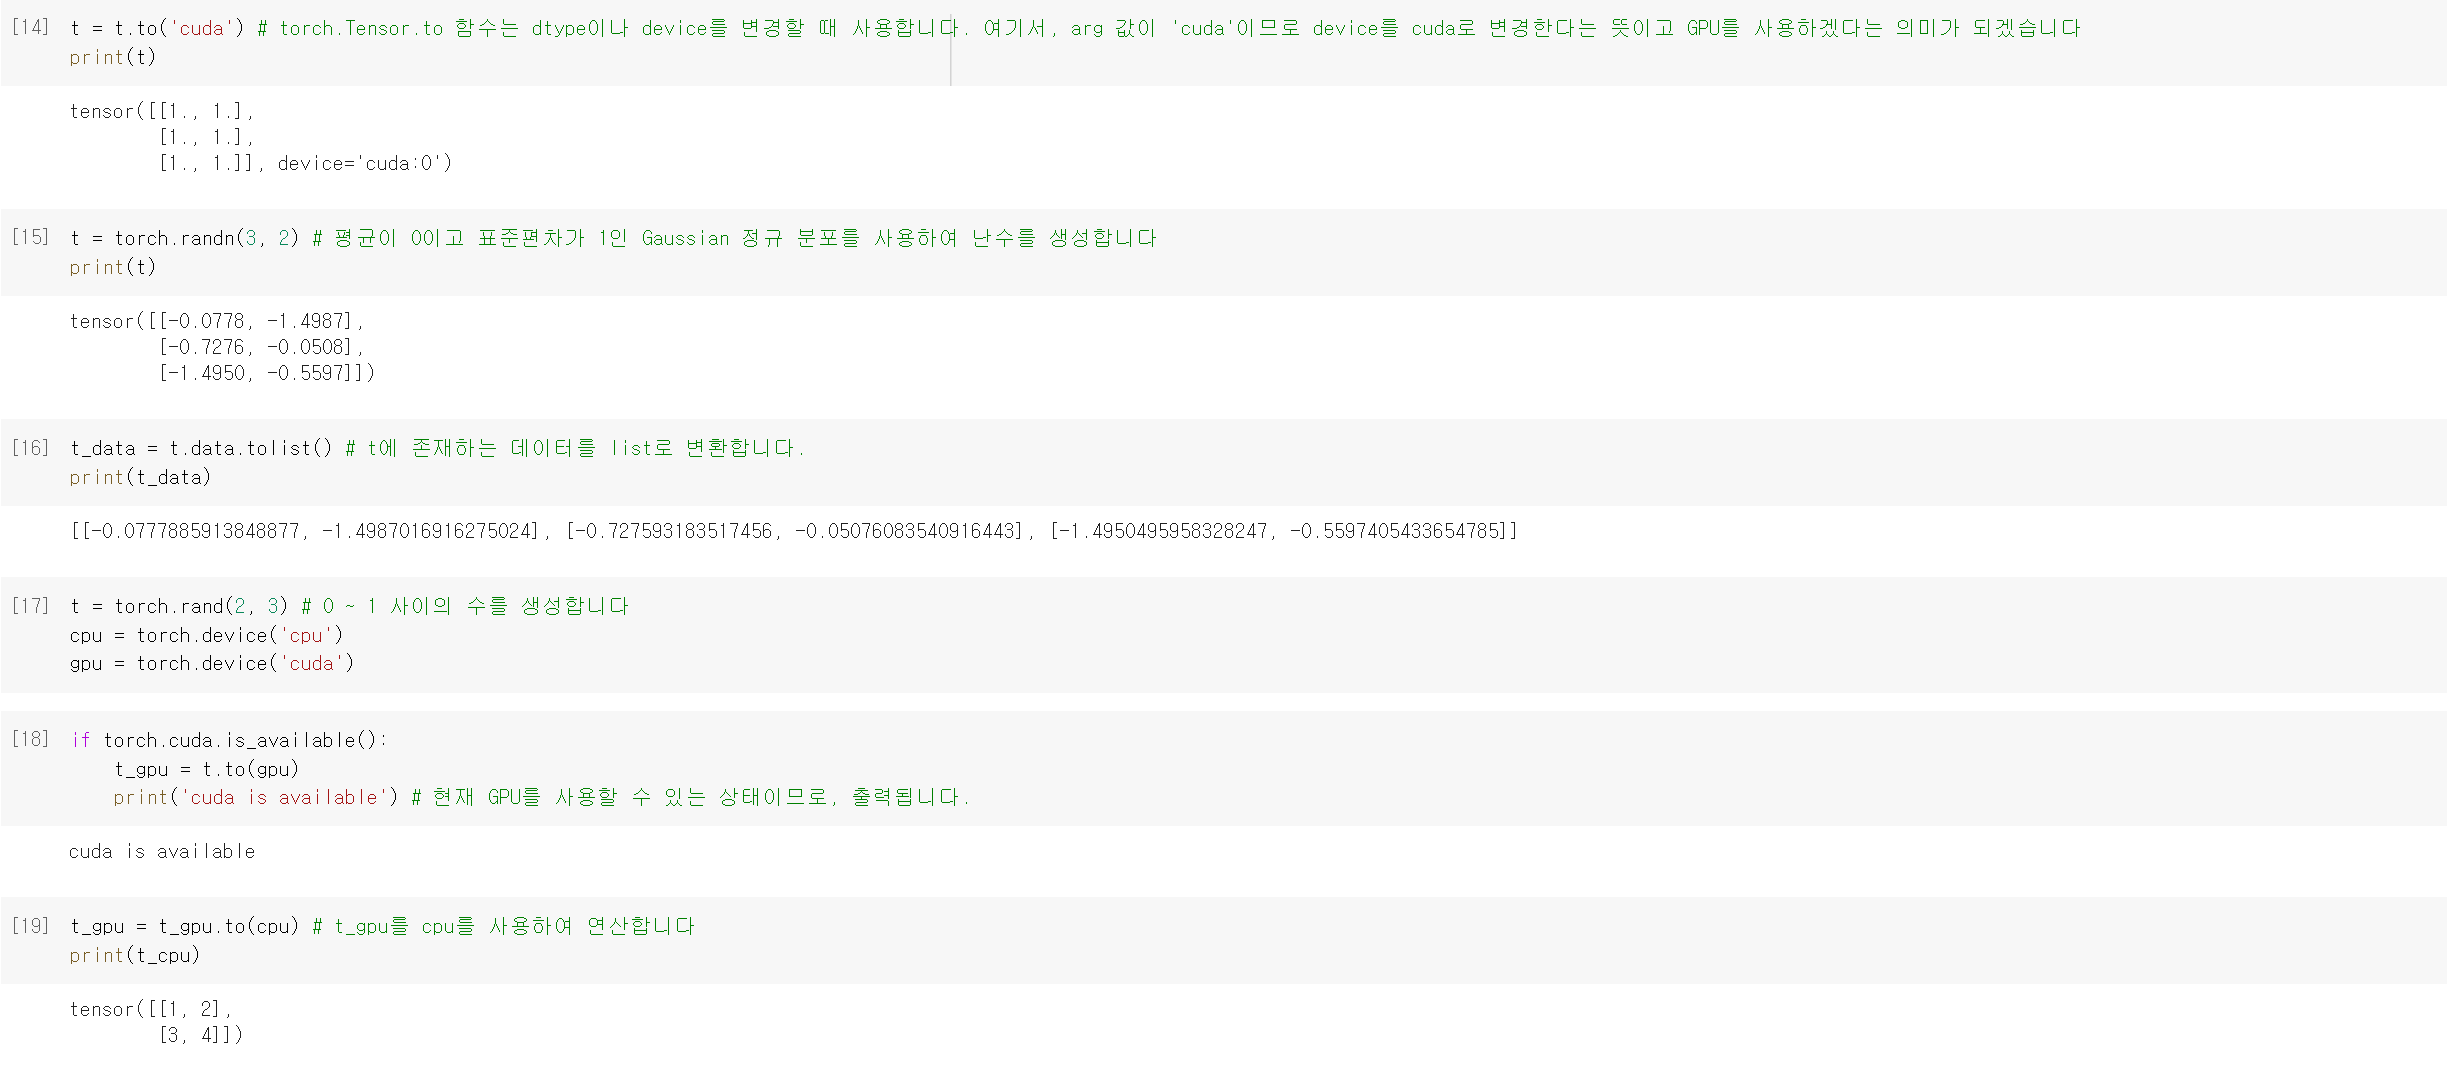 [14] t = t.to('cuda') # torch.Tensor.to 함수는 dtype이나 device를 변경할 때 사용합니다. 여기서, arg 값이 'cuda'이므로 device를 cuda로 변경한다는 뜻이고 GPU를 사용하겠다는 의미가 되겠습니다
print(t)
tensor([[1., 1.],
        [1., 1.],
        [1., 1.]], device='cuda:0')
[15] t = torch.randn(3, 2) # 평균이 0이고 표준편차가 1인 Gaussian 정규 분포를 사용하여 난수를 생성합니다
print(t)
tensor([[-0.0778, -1.4987],
        [-0.7276, -0.0508],
        [-1.4950, -0.5597]])
[16] t_data = t.data.tolist() # t에 존재하는 데이터를 list로 변환합니다.
print(t_data)
[[-0.0777885913848877, -1.4987016916275024], [-0.727593183517456, -0.05076083540916443], [-1.4950495958328247, -0.5597405433654785]]
[17] t = torch.rand(2, 3) # 0 ~ 1 사이의 수를 생성합니다
cpu = torch.device('cpu')
gpu = torch.device('cuda')
[18] if torch.cuda.is_available():
    t_gpu = t.to(gpu)
    print('cuda is available') # 현재 GPU를 사용할 수 있는 상태이므로, 출력됩니다.
cuda is available
[19] t_gpu = t_gpu.to(cpu) # t_gpu를 cpu를 사용하여 연산합니다
print(t_cpu)
tensor([[1, 2],
        [3, 4]])